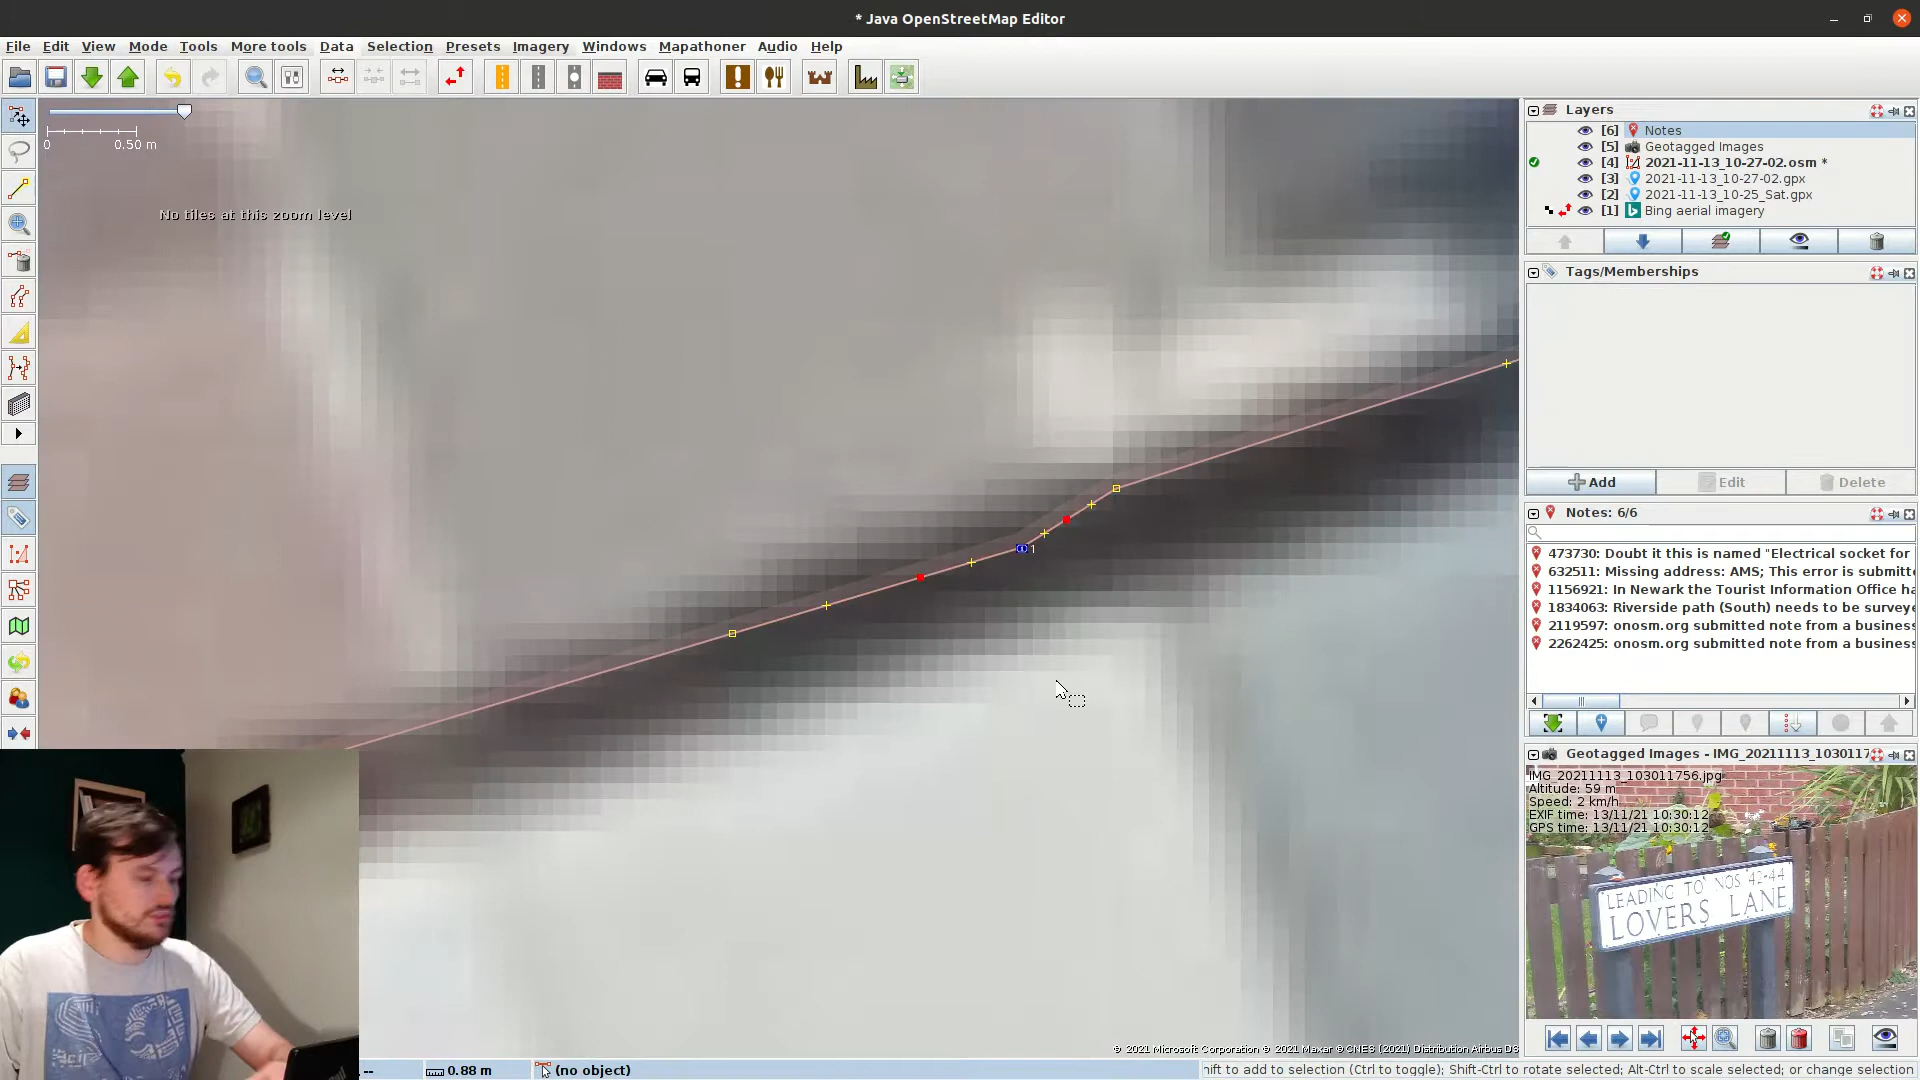 * Java OpenStreetMap Editor
File Edit View Mode Tools More tools Data Selection Presets Imagery Windows Mapathoner Audio Help
0 0.50 m
No tiles at this zoom level
1
© 2021 Microsoft Corporation © 2021 Maxar © CNES (2021) Distribution Airbus DS
Layers
[6] Notes
[5] Geotagged Images
[4] 2021-11-13_10-27-02.osm *
[3] 2021-11-13_10-27-02.gpx
[2] 2021-11-13_10-25_Sat.gpx
[1] Bing aerial imagery
Tags/Memberships
Add Edit Delete
Notes: 6/6
473730: Doubt it this is named "Electrical socket for
632511: Missing address: AMS; This error is submitt
1156921: In Newark the Tourist Information Office ha
1834063: Riverside path (South) needs to be surveye
2119597: onosm.org submitted note from a business
2262425: onosm.org submitted note from a business
Geotagged Images - IMG_20211113_1030117
IMG_20211113_103011756.jpg
Altitude: 59 m
Speed: 2 km/h
EXIF time: 13/11/21 10:30:12
GPS time: 13/11/21 10:30:12
LEADING TO NOS 42-44
LOVERS LANE
-- 0.88 m (no object) hift to add to selection (Ctrl to toggle); Shift-Ctrl to rotate selected; Alt-Ctrl to scale selected; or change selection